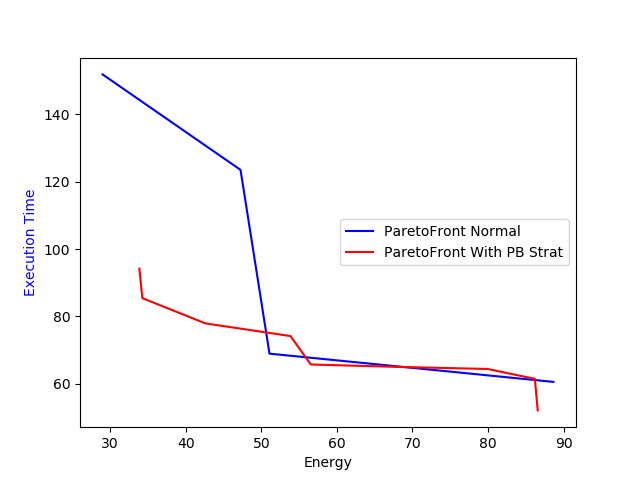 140
120
100
80
60
Execution Time
ParetoFront Normal
ParetoFront With PB Strat
30 40 50 60 70 80 90
Energy